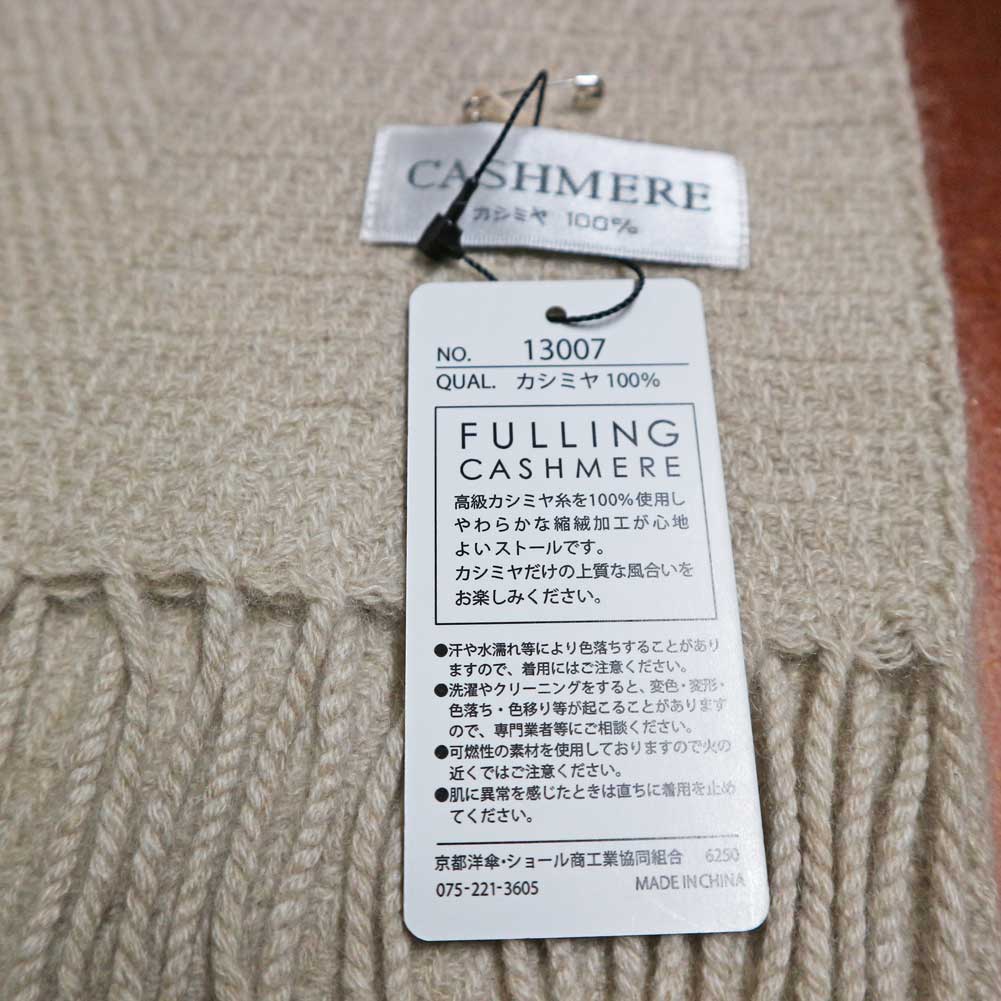 CASHMERE
カシミヤ 100%
NO. 13007
QUAL. カシミヤ 100%
FULLING
CASHMERE
高級カシミヤ糸を100%使用し
やわらかな縮絨加工が心地
よいストールです。
カシミヤだけの上質な風合いを
お楽しみください。
●汗や水濡れ等により色落ちすることがあり
ますので、着用にはご注意ください。
●洗濯やクリーニングをすると、変色・変形・
色落ち・色移り等が起こることがあります
ので、専門業者等にご相談ください。
●可燃性の素材を使用しておりますので火の
近くではご注意ください。
●肌に異常を感じたときは直ちに着用を止め
てください。
京都洋傘・ショール商工業協同組合 6250
075-221-3605 MADE IN CHINA